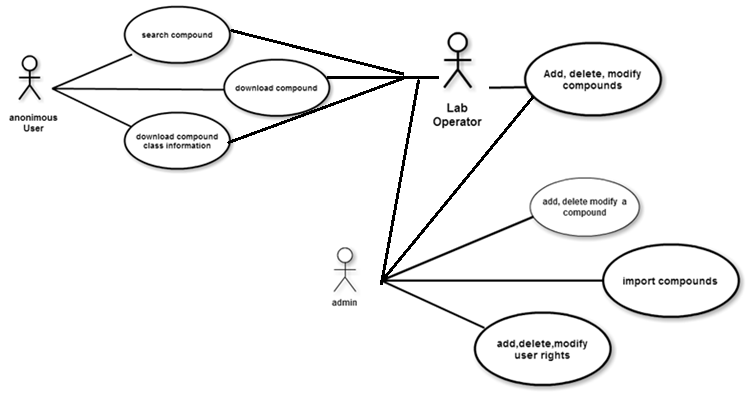 search compound
download compound
anonimous
User
download compound
class information
Lab
Operator
Add, delete, modify
compounds
add, delete modify a
compound
admin
import compounds
add,delete,modify
user rights